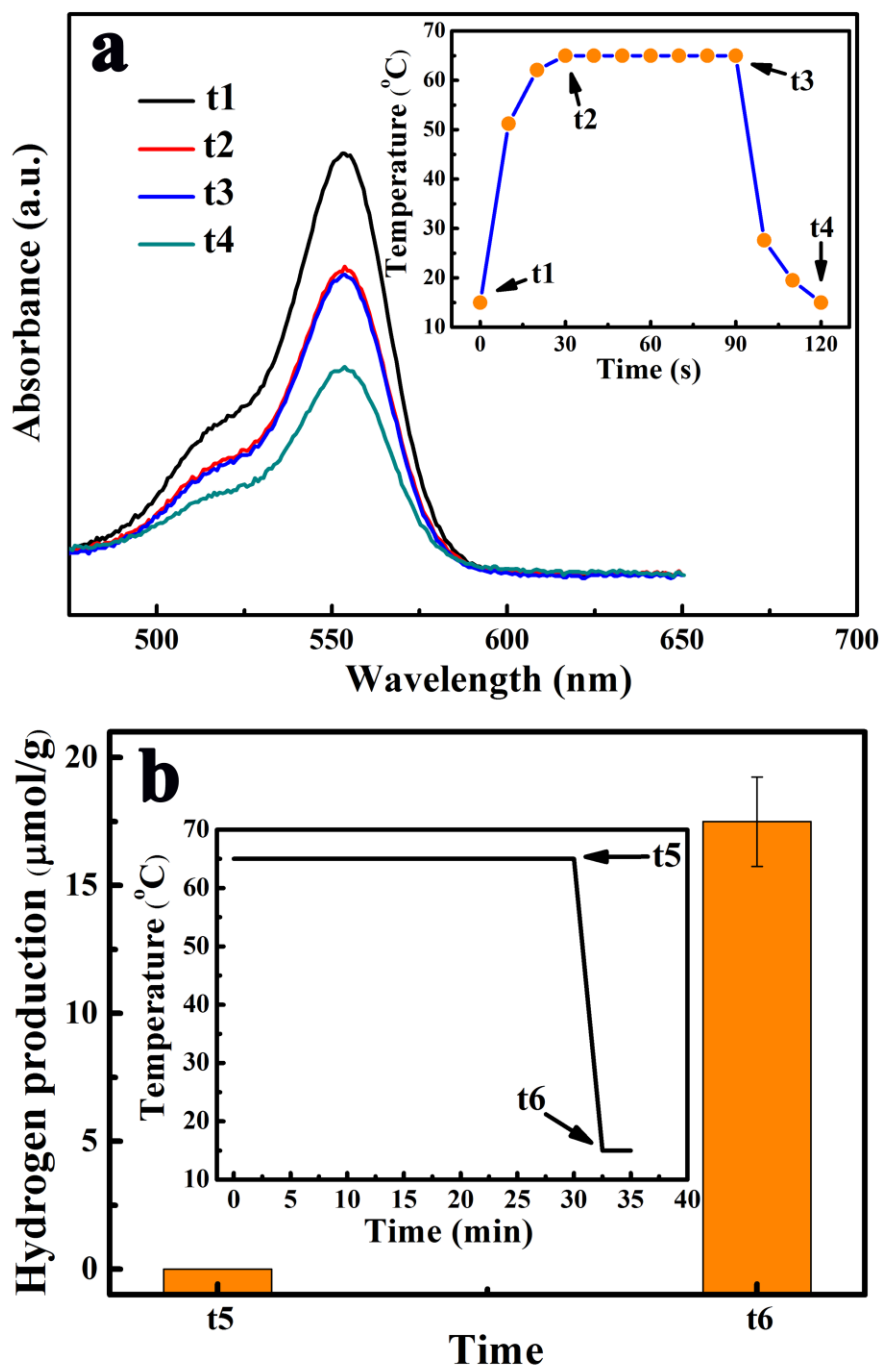 a
t1
t2
t3
t4
Absorbance (a.u.)
500
550
600
650
700
Wavelength (nm)
Temperature (°C)
70
60
50
40
30
20
10
0
30
60
90
120
Time (s)
t1
t2
t3
t4
b
Hydrogen production (μmol/g)
20
15
10
5
0
t5
t6
Time
Temperature (°C)
70
60
50
40
30
20
10
0
5
10
15
20
25
30
35
40
Time (min)
t5
t6